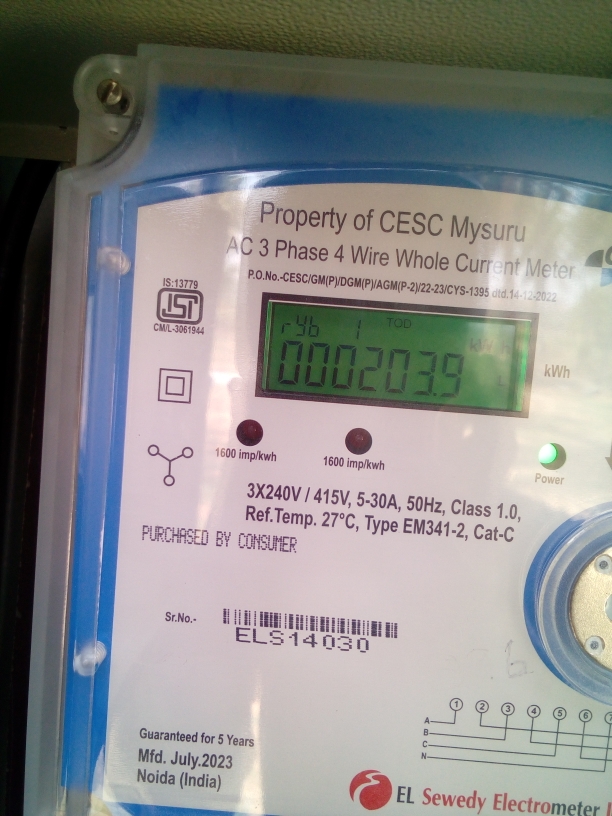 Property of CESC Mysuru
AC 3 Phase 4 Wire Whole Current Meter
P.O.No.-CESC/GM(P)/DGM(P)/AGM(P-2)/22-23/CYS-1395 dtd.14-12-2022
IS:13779
ISI
CM/L-3061944
ryb 1 TOD
kW
000203.9
kWh
1600 imp/kwh
1600 imp/kwh
Power
3X240V / 415V, 5-30A, 50Hz, Class 1.0,
Ref.Temp. 27°C, Type EM341-2, Cat-C
PURCHASED BY CONSUMER
Sr.No.-
ELS14030
1 2 3 4 5 6 7
A
B
C
N
Guaranteed for 5 Years
Mfd. July.2023
Noida (India)
EL Sewedy Electrometer